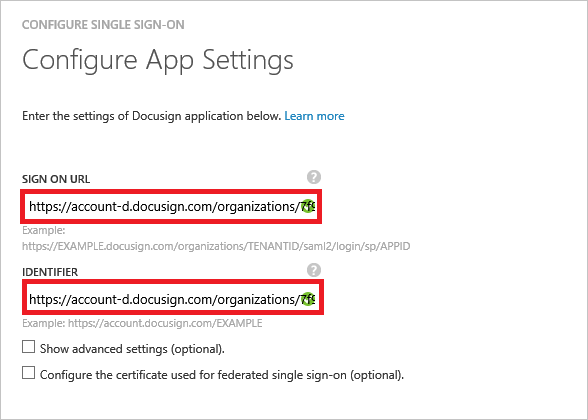 CONFIGURE SINGLE SIGN-ON
Configure App Settings
Enter the settings of Docusign application below. Learn more
SIGN ON URL ?
https://account-d.docusign.com/organizations/7f9
Example:
https://EXAMPLE.docusign.com/organizations/TENANTID/saml2/login/sp/APPID
IDENTIFIER ?
https://account-d.docusign.com/organizations/7f9
Example: https://account.docusign.com/EXAMPLE
Show advanced settings (optional).
Configure the certificate used for federated single sign-on (optional).